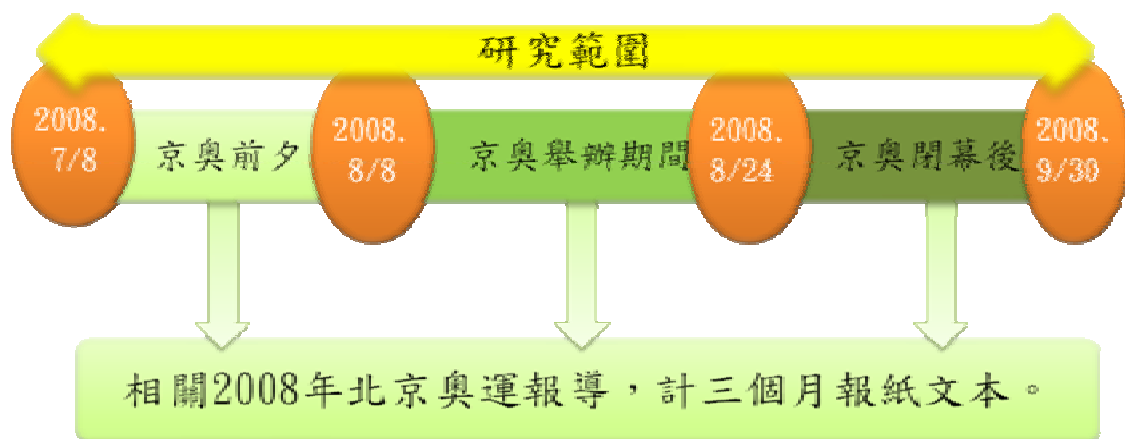 研究範圍
2008.
7/8
京奧前夕
2008.
8/8
京奧舉辦期間
2008.
8/24
京奧閉幕後
2008.
9/30
相關2008年北京奧運報導，計三個月報紙文本。